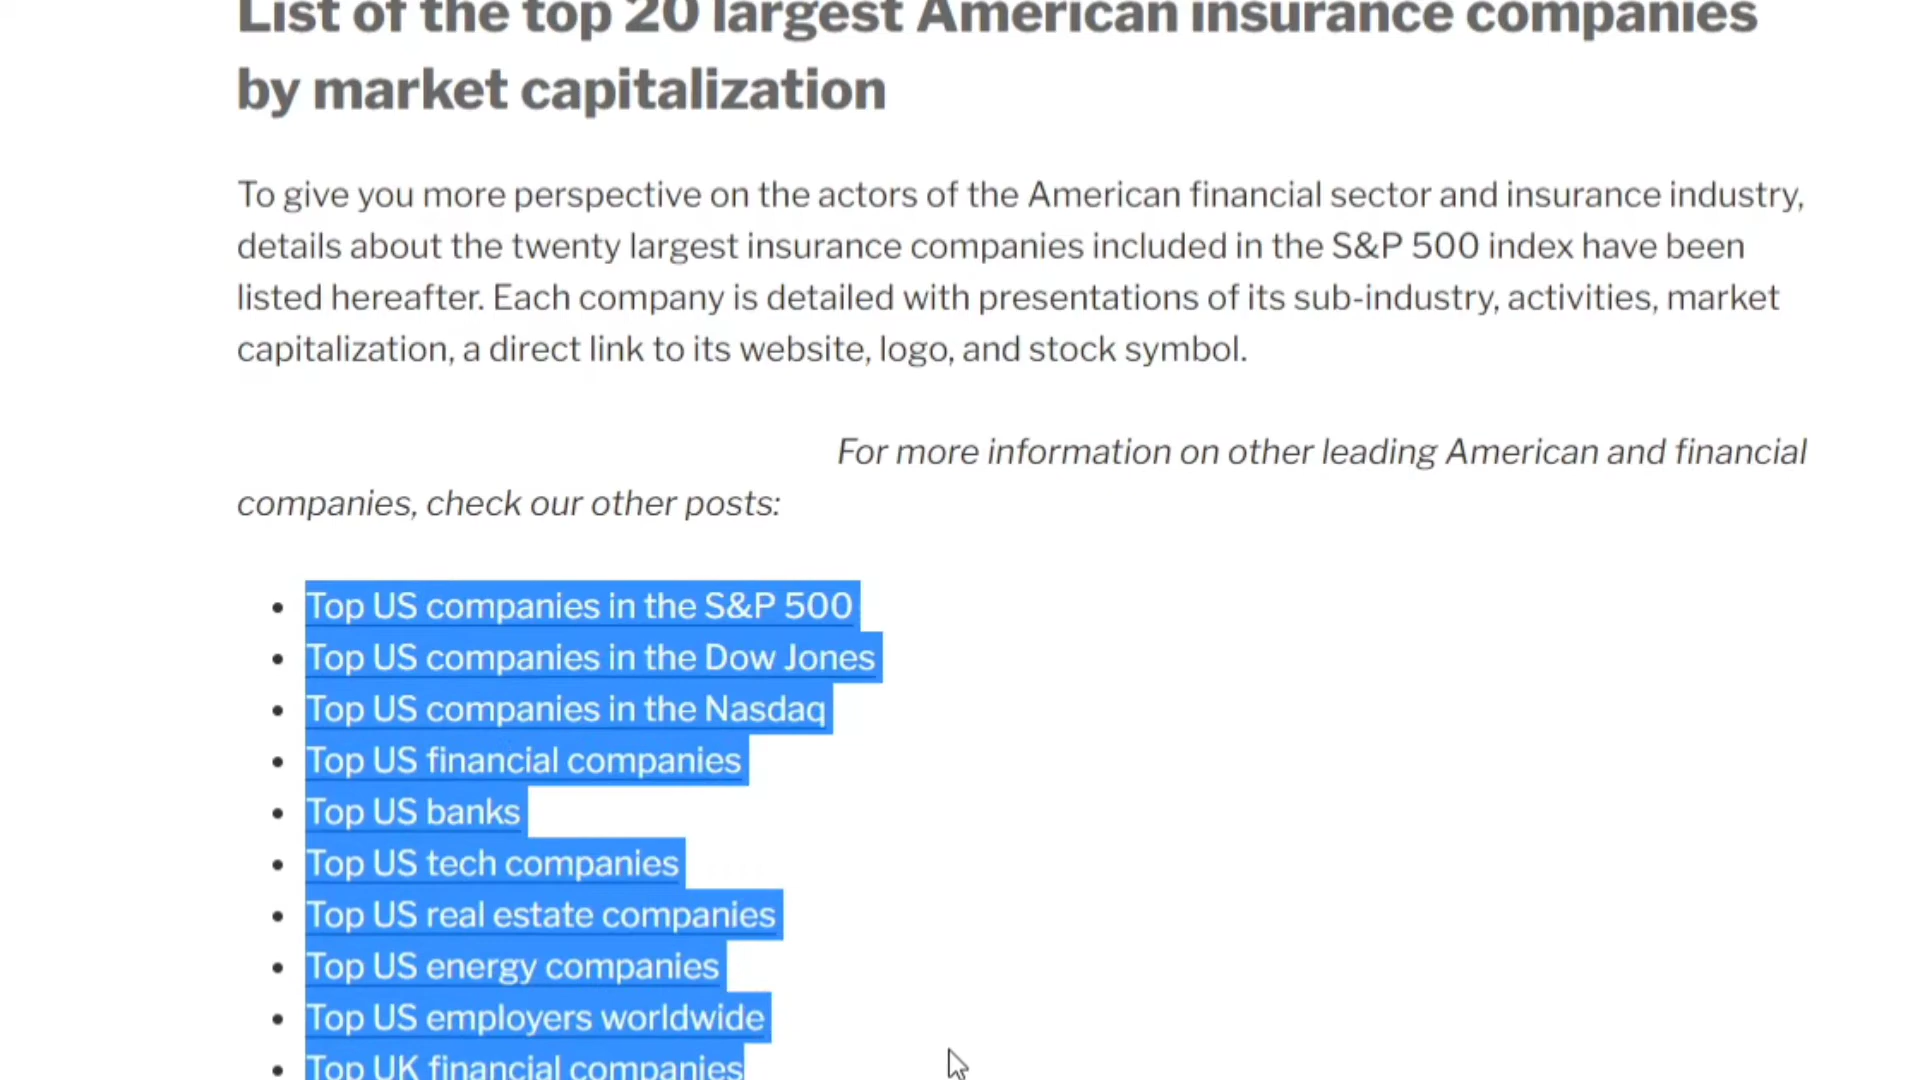 List of the top 20 largest American insurance companies
by market capitalization
To give you more perspective on the actors of the American financial sector and insurance industry,
details about the twenty largest insurance companies included in the S&P 500 index have been
listed hereafter. Each company is detailed with presentations of its sub-industry, activities, market
capitalization, a direct link to its website, logo, and stock symbol.
For more information on other leading American and financial
companies, check our other posts:
Top US companies in the S&P 500
Top US companies in the Dow Jones
Top US companies in the Nasdaq
Top US financial companies
Top US banks
Top US tech companies
Top US real estate companies
Top US energy companies
Top US employers worldwide
Top UK financial companies